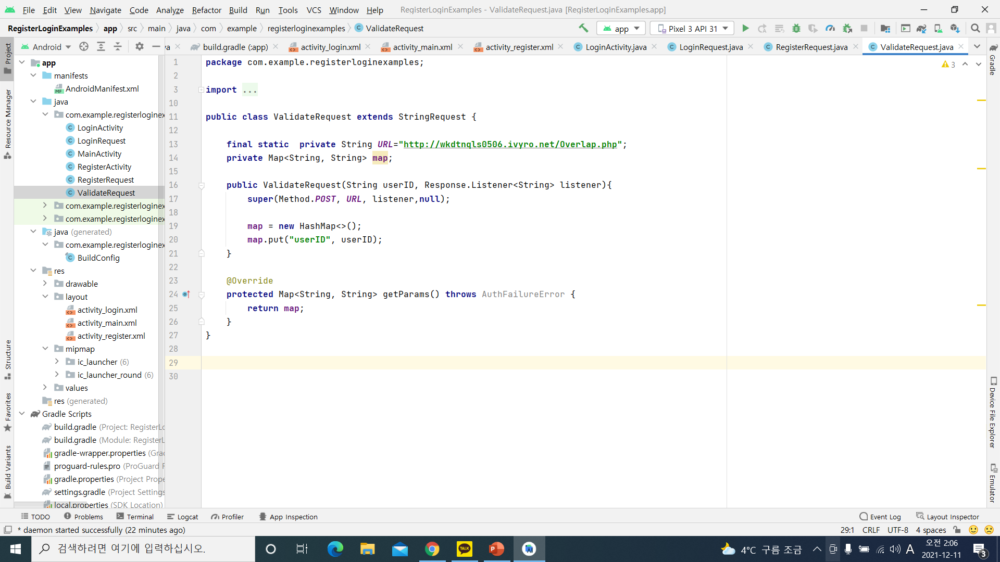 File Edit View Navigate Code Analyze Refactor Build Run Tools VCS Window Help RegisterLoginExamples - ValidateRequest.java [RegisterLoginExamples.app]
RegisterLoginExamples app src main java com example registerloginexamples ValidateRequest app Pixel 3 API 31
Android va build.gradle (:app) activity_login.xml activity_main.xml activity_register.xml LoginActivity.java LoginRequest.java RegisterRequest.java ValidateRequest.java
Project
Resource Manager
Structure
Favorites
Build Variants
app
manifests
AndroidManifest.xml
java
com.example.registerloginex
LoginActivity
LoginRequest
MainActivity
RegisterActivity
RegisterRequest
ValidateRequest
com.example.registerloginex
com.example.registerloginex
java (generated)
com.example.registerloginex
BuildConfig
res
drawable
layout
activity_login.xml
activity_main.xml
activity_register.xml
mipmap
ic_launcher (6)
ic_launcher_round (6)
values
res (generated)
Gradle Scripts
build.gradle (Project: RegisterLo
build.gradle (Module: RegisterL
gradle-wrapper.properties (Grad
proguard-rules.pro (ProGuard R
gradle.properties (Project Prope
settings.gradle (Project Settings
local.properties (SDK Location)
1 package com.example.registerloginexamples;
2
3 import ...
10
11 public class ValidateRequest extends StringRequest {
12
13 final static  private String URL="http://wkdtnqls0506.ivyro.net/Overlap.php";
14 private Map<String, String> map;
15
16 public ValidateRequest(String userID, Response.Listener<String> listener){
17 super(Method.POST, URL, listener,null);
18
19 map = new HashMap<>();
20 map.put("userID", userID);
21 }
22
23 @Override
24 protected Map<String, String> getParams() throws AuthFailureError {
25 return map;
26 }
27 }
28
29
30
3
Gradle
Device File Explorer
Emulator
TODO Problems Terminal Logcat Profiler App Inspection Event Log Layout Inspector
* daemon started successfully (22 minutes ago) 29:1 CRLF UTF-8 4 spaces
검색하려면 여기에 입력하십시오. TALK 4°C 구름 조금 A 오전 2:06
2021-12-11 3